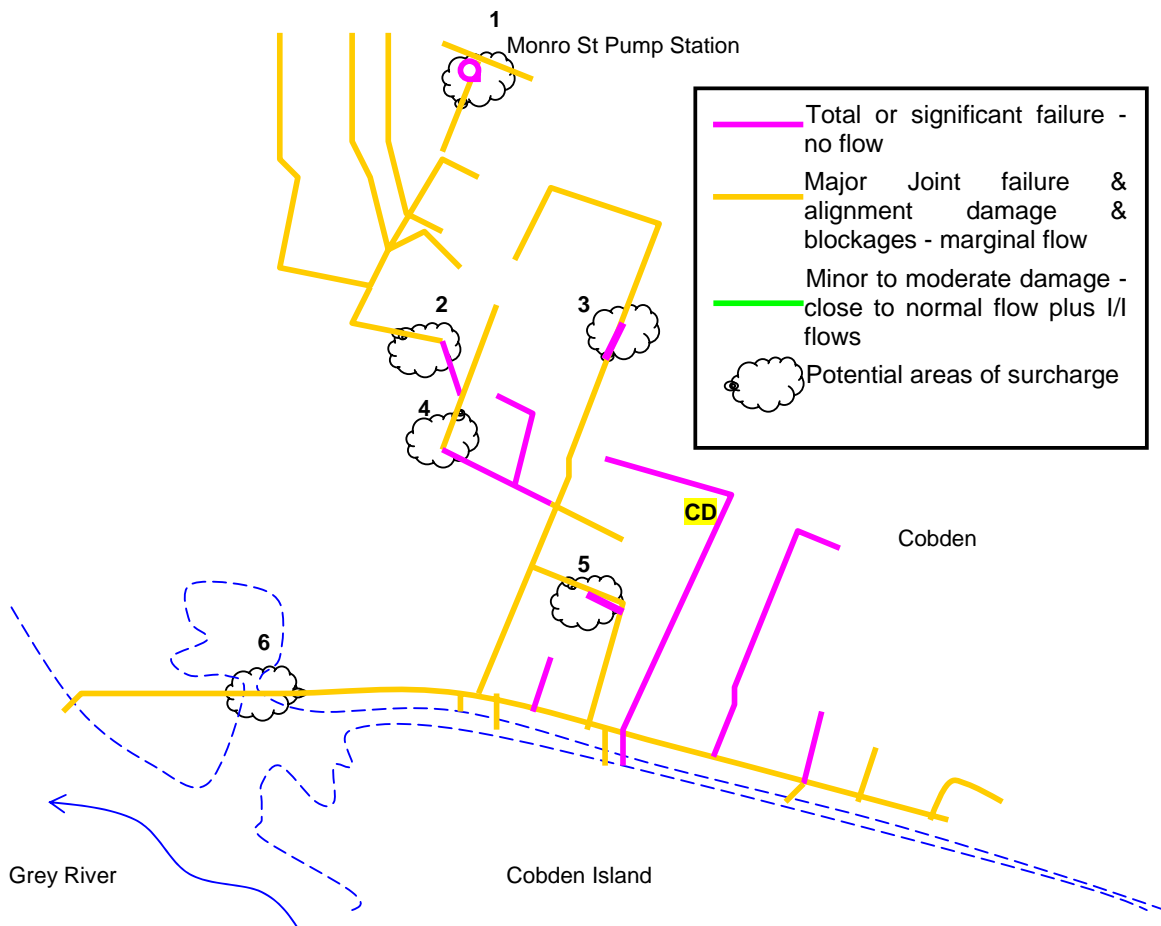 1
Monro St Pump Station
Total or significant failure -
no flow
Major Joint failure &
alignment damage &
blockages - marginal flow
Minor to moderate damage -
close to normal flow plus I/I
flows
Potential areas of surcharge
2
3
4
CD
Cobden
5
6
Grey River
Cobden Island